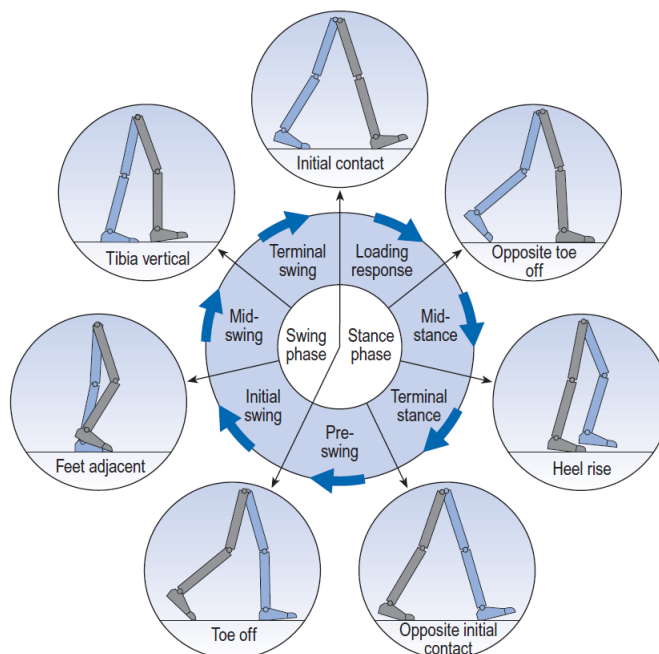 Initial contact
Tibia vertical
Opposite toe
off
Terminal
swing
Loading
response
Mid-
swing
Swing
phase
Stance
phase
Mid-
stance
Initial
swing
Pre-
swing
Terminal
stance
Feet adjacent
Heel rise
Toe off
Opposite initial
contact